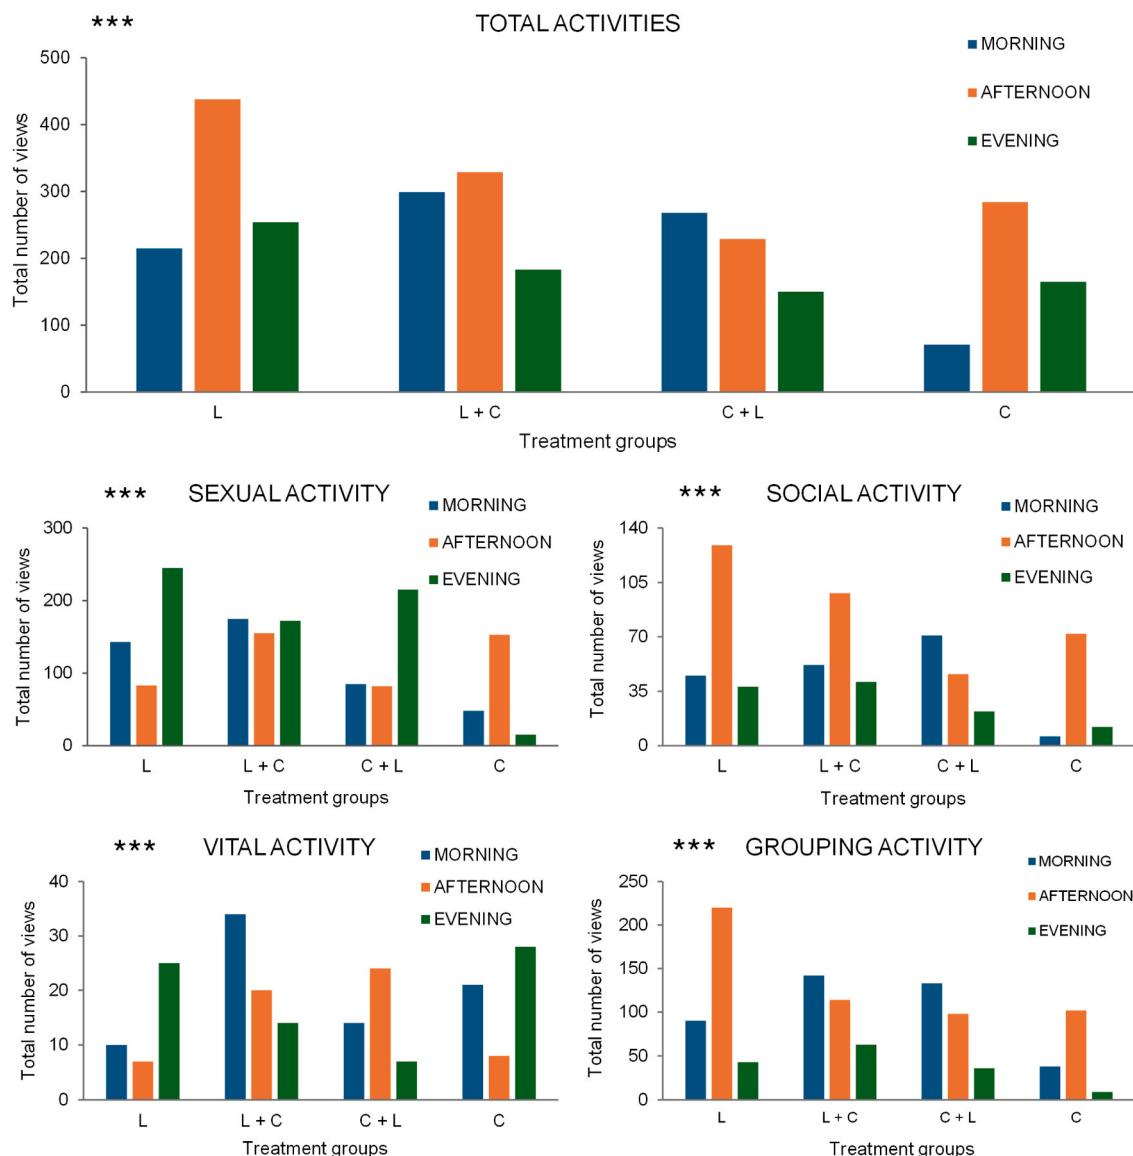 *** TOTAL ACTIVITIES
MORNING
AFTERNOON
EVENING
Total number of views
500
400
300
200
100
0
L L + C C + L C
Treatment groups
*** SEXUAL ACTIVITY
MORNING
AFTERNOON
EVENING
Total number of views
300
200
100
0
L L + C C + L C
Treatment groups
*** SOCIAL ACTIVITY
MORNING
AFTERNOON
EVENING
Total number of views
140
105
70
35
0
L L + C C + L C
Treatment groups
*** VITAL ACTIVITY
MORNING
AFTERNOON
EVENING
Total number of views
40
30
20
10
0
L L + C C + L C
Treatment groups
*** GROUPING ACTIVITY
MORNING
AFTERNOON
EVENING
Total number of views
250
200
150
100
50
0
L L + C C + L C
Treatment groups